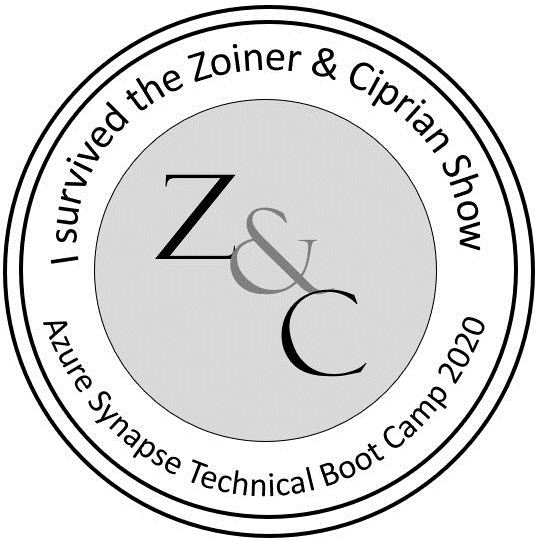 I survived the Zoiner & Ciprian Show
Z
&
C
Azure Synapse Technical Boot Camp 2020